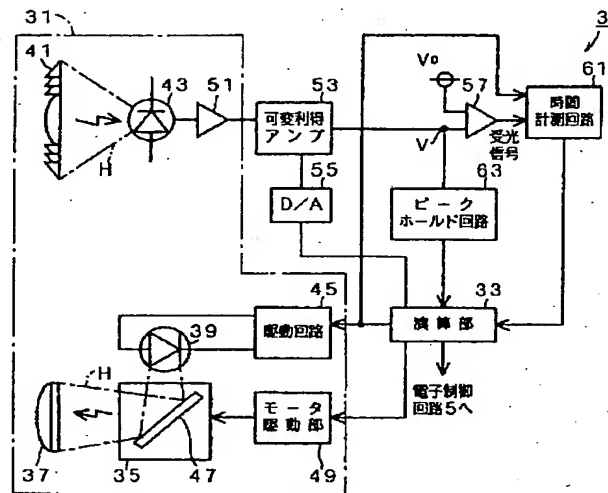 31
3
41
43
51
53
可変利得
アンプ
V0
57
V
受光
信号
61
時間
計測回路
H
55
D/A
63
ピーク
ホールド回路
45
駆動回路
39
33
演算部
電子制御
回路5へ
H
37
35
47
モータ
駆動部
49